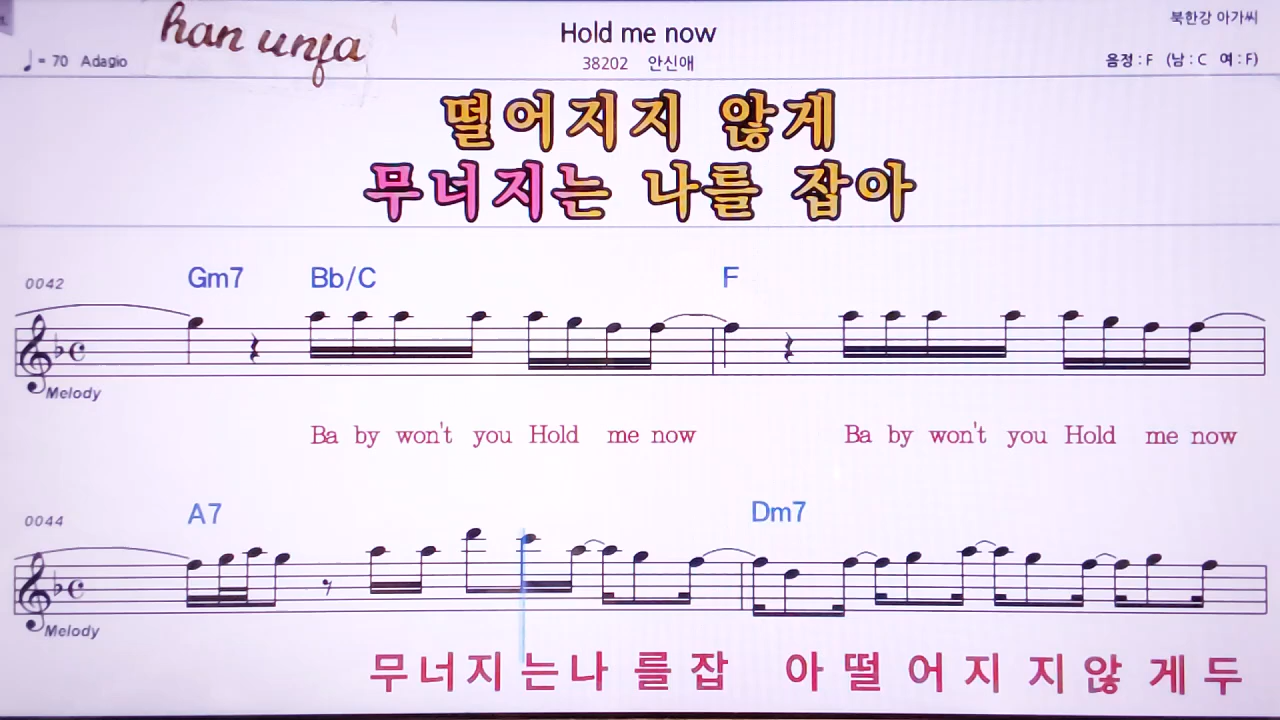 han unja
Hold me now
북한강 아가씨
♩= 70 Adagio
38202 안신애
음정 : F (남 : C 여 : F)
떨어지지 않게
무너지는 나를 잡아
0042
Gm7 Bb/C F
Melody
Ba by won't you Hold me now Ba by won't you Hold me now
0044
A7 Dm7
Melody
무너지 는나 를잡 아 떨 어지 지않 게두